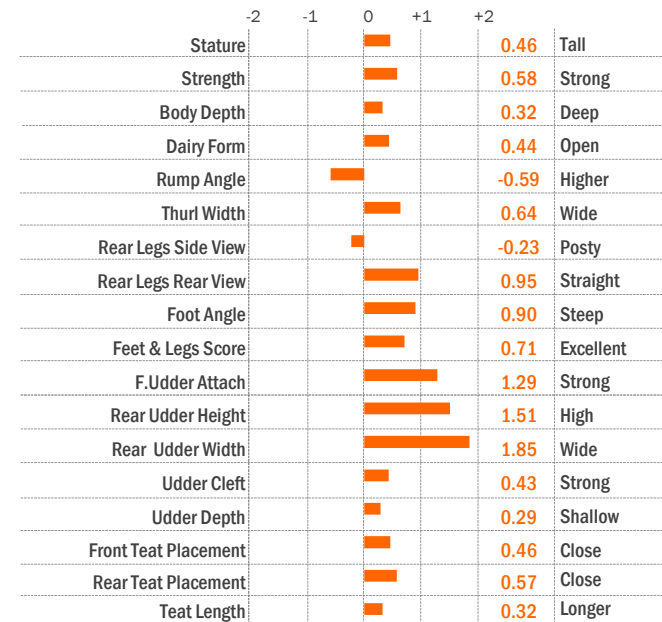 -2 -1 0 +1 +2
Stature 0.46 Tall
Strength 0.58 Strong
Body Depth 0.32 Deep
Dairy Form 0.44 Open
Rump Angle -0.59 Higher
Thurl Width 0.64 Wide
Rear Legs Side View -0.23 Posty
Rear Legs Rear View 0.95 Straight
Foot Angle 0.90 Steep
Feet & Legs Score 0.71 Excellent
F.Udder Attach 1.29 Strong
Rear Udder Height 1.51 High
Rear Udder Width 1.85 Wide
Udder Cleft 0.43 Strong
Udder Depth 0.29 Shallow
Front Teat Placement 0.46 Close
Rear Teat Placement 0.57 Close
Teat Length 0.32 Longer